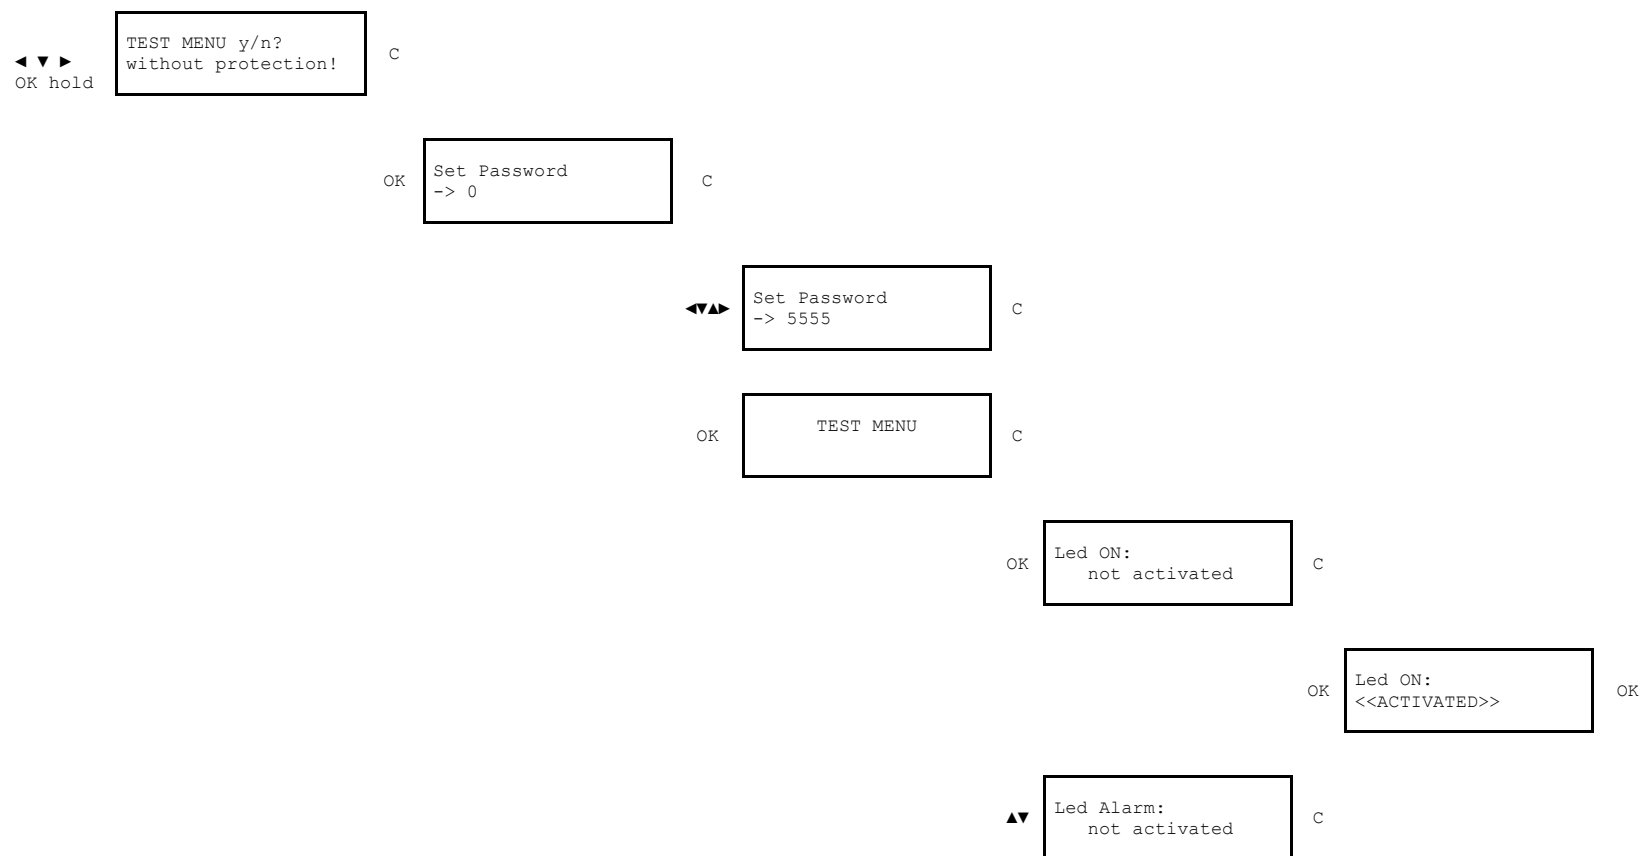 TEST MENU y/n?
without protection!
C
◄ ▼ ►
OK hold
OK
Set Password
-> 0
C
◄▼▲►
Set Password
-> 5555
C
OK
TEST MENU
C
OK
Led ON:
not activated
C
OK
Led ON:
<<ACTIVATED>>
OK
▲▼
Led Alarm:
not activated
C